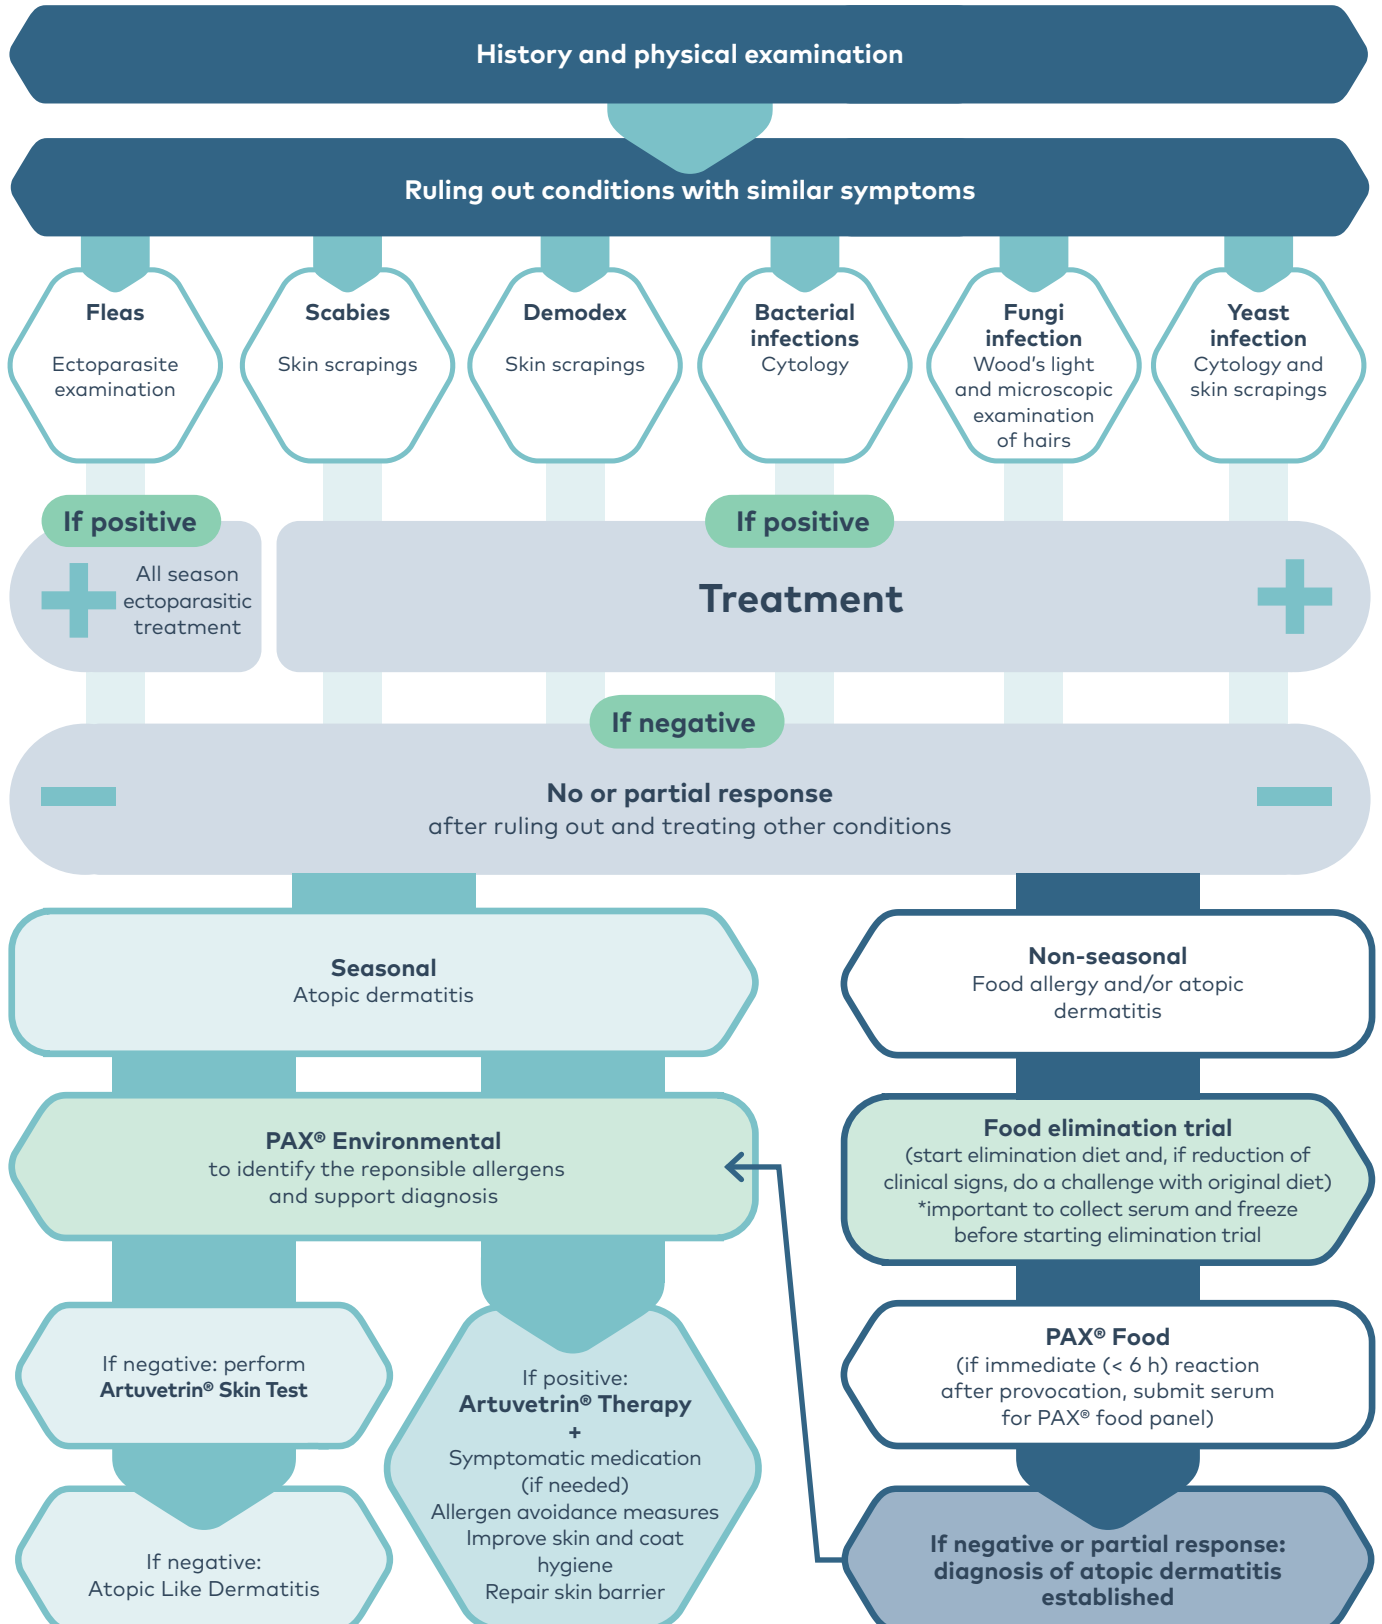 History and physical examination
Ruling out conditions with similar symptoms
Fleas
Ectoparasite
examination
Scabies
Skin scrapings
Demodex
Skin scrapings
Bacterial
infections
Cytology
Fungi
infection
Wood's light
and microscopic
examination
of hairs
Yeast
infection
Cytology and
skin scrapings
If positive
All season
ectoparasitic
treatment
If positive
Treatment
If negative
No or partial response
after ruling out and treating other conditions
Seasonal
Atopic dermatitis
Non-seasonal
Food allergy and/or atopic
dermatitis
PAX® Environmental
to identify the reponsible allergens
and support diagnosis
Food elimination trial
(start elimination diet and, if reduction of
clinical signs, do a challenge with original diet)
*important to collect serum and freeze
before starting elimination trial
If negative: perform
Artuvetrin® Skin Test
If positive:
Artuvetrin® Therapy
+
Symptomatic medication
(if needed)
Allergen avoidance measures
Improve skin and coat
hygiene
Repair skin barrier
PAX® Food
(if immediate (< 6 h) reaction
after provocation, submit serum
for PAX® food panel)
If negative:
Atopic Like Dermatitis
If negative or partial response:
diagnosis of atopic dermatitis
established